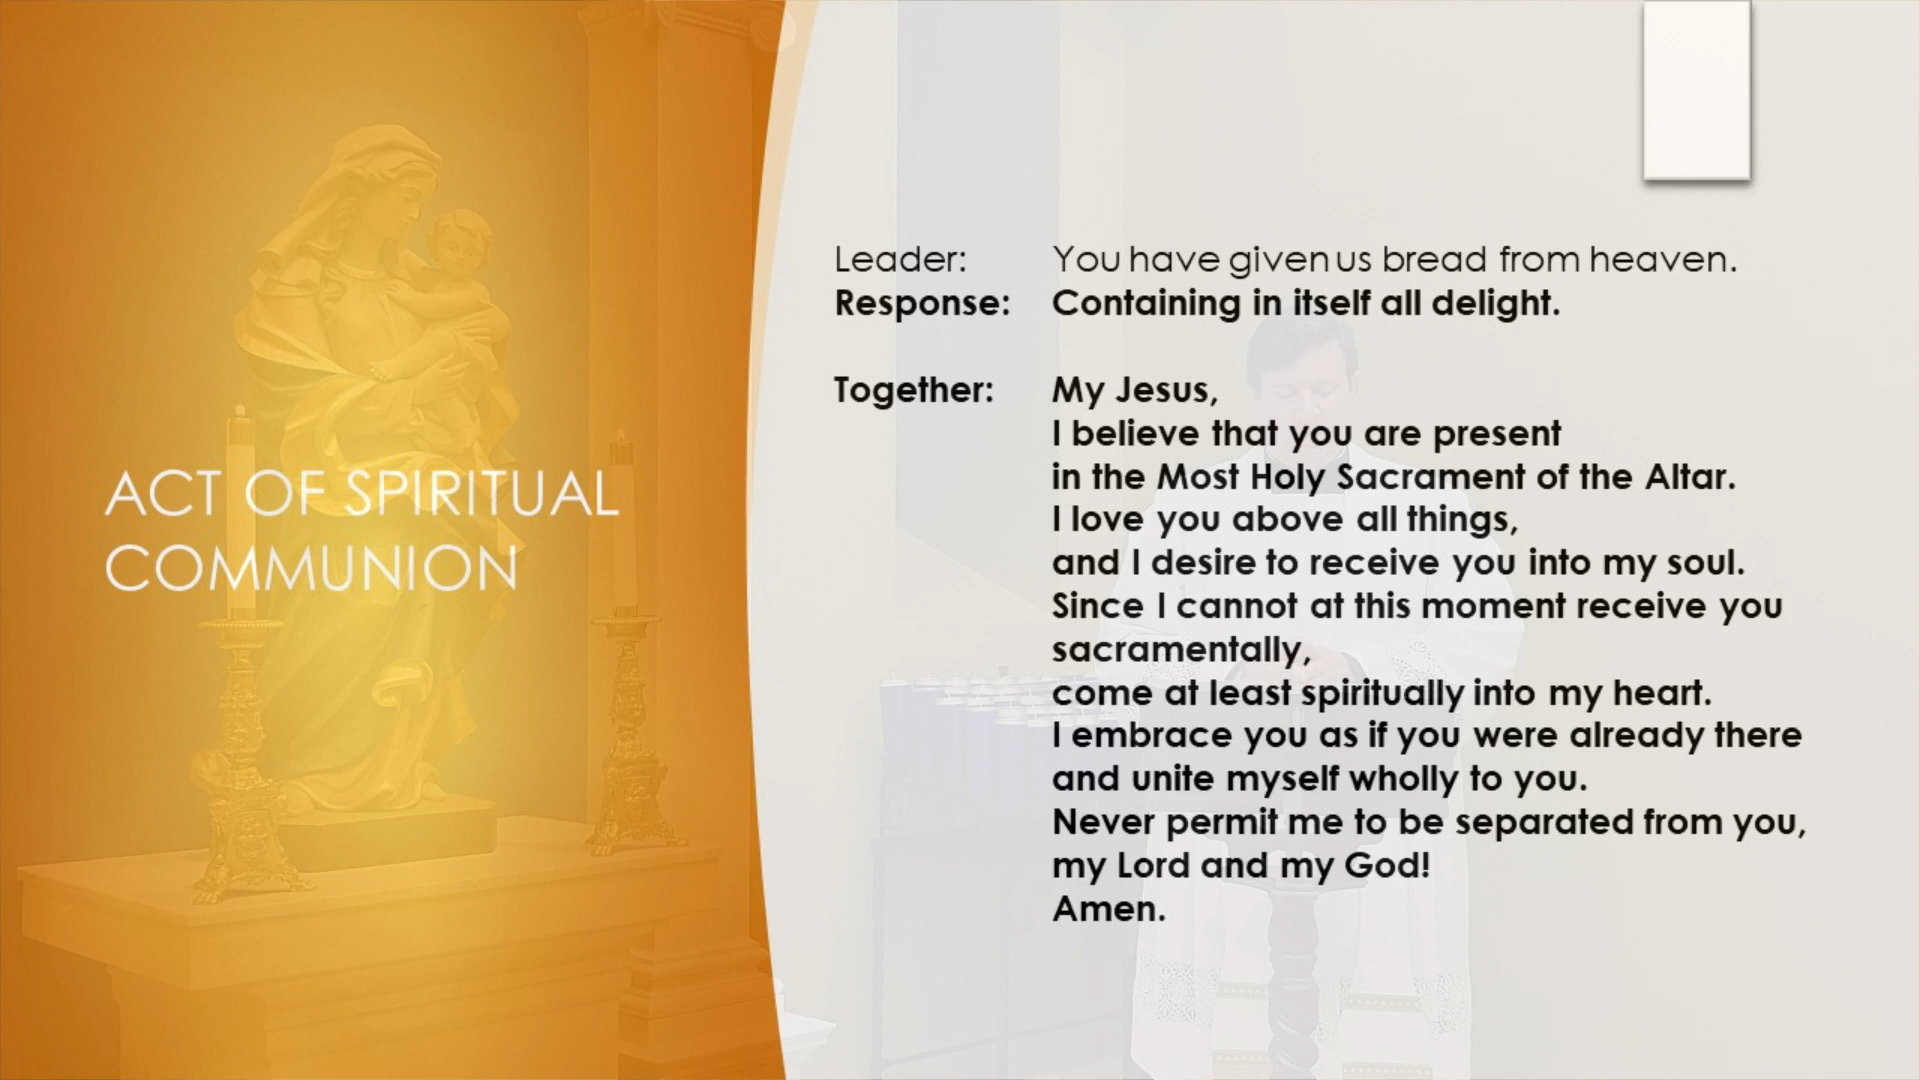 ACT OF SPIRITUAL
COMMUNION
Leader: You have given us bread from heaven.
Response: Containing in itself all delight.
Together: My Jesus,
I believe that you are present
in the Most Holy Sacrament of the Altar.
I love you above all things,
and I desire to receive you into my soul.
Since I cannot at this moment receive you
sacramentally,
come at least spiritually into my heart.
I embrace you as if you were already there
and unite myself wholly to you.
Never permit me to be separated from you,
my Lord and my God!
Amen.